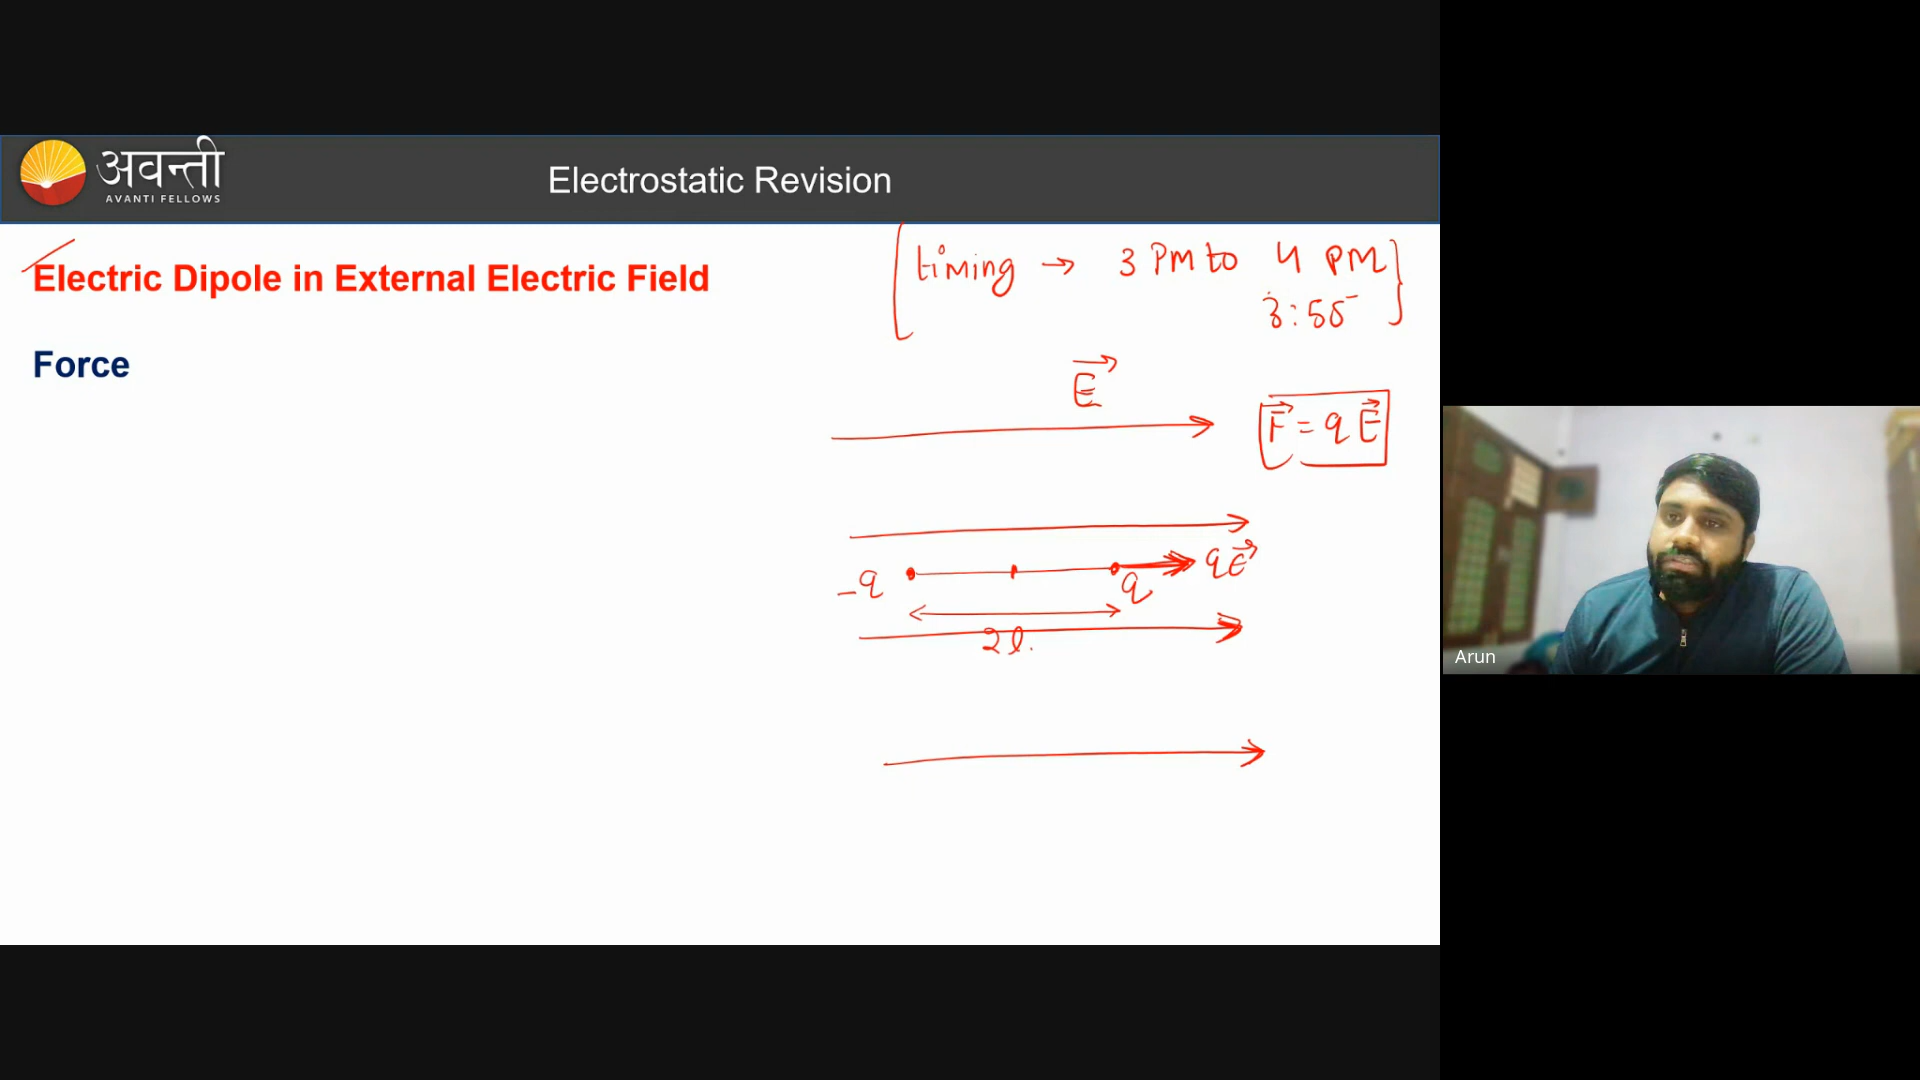 अवन्ती
AVANTI FELLOWS
Electrostatic Revision
Electric Dipole in External Electric Field
timing → 3 PM to 4 PM
3:55
Force
E
F = qE
-q
q
qE
2l.
Arun